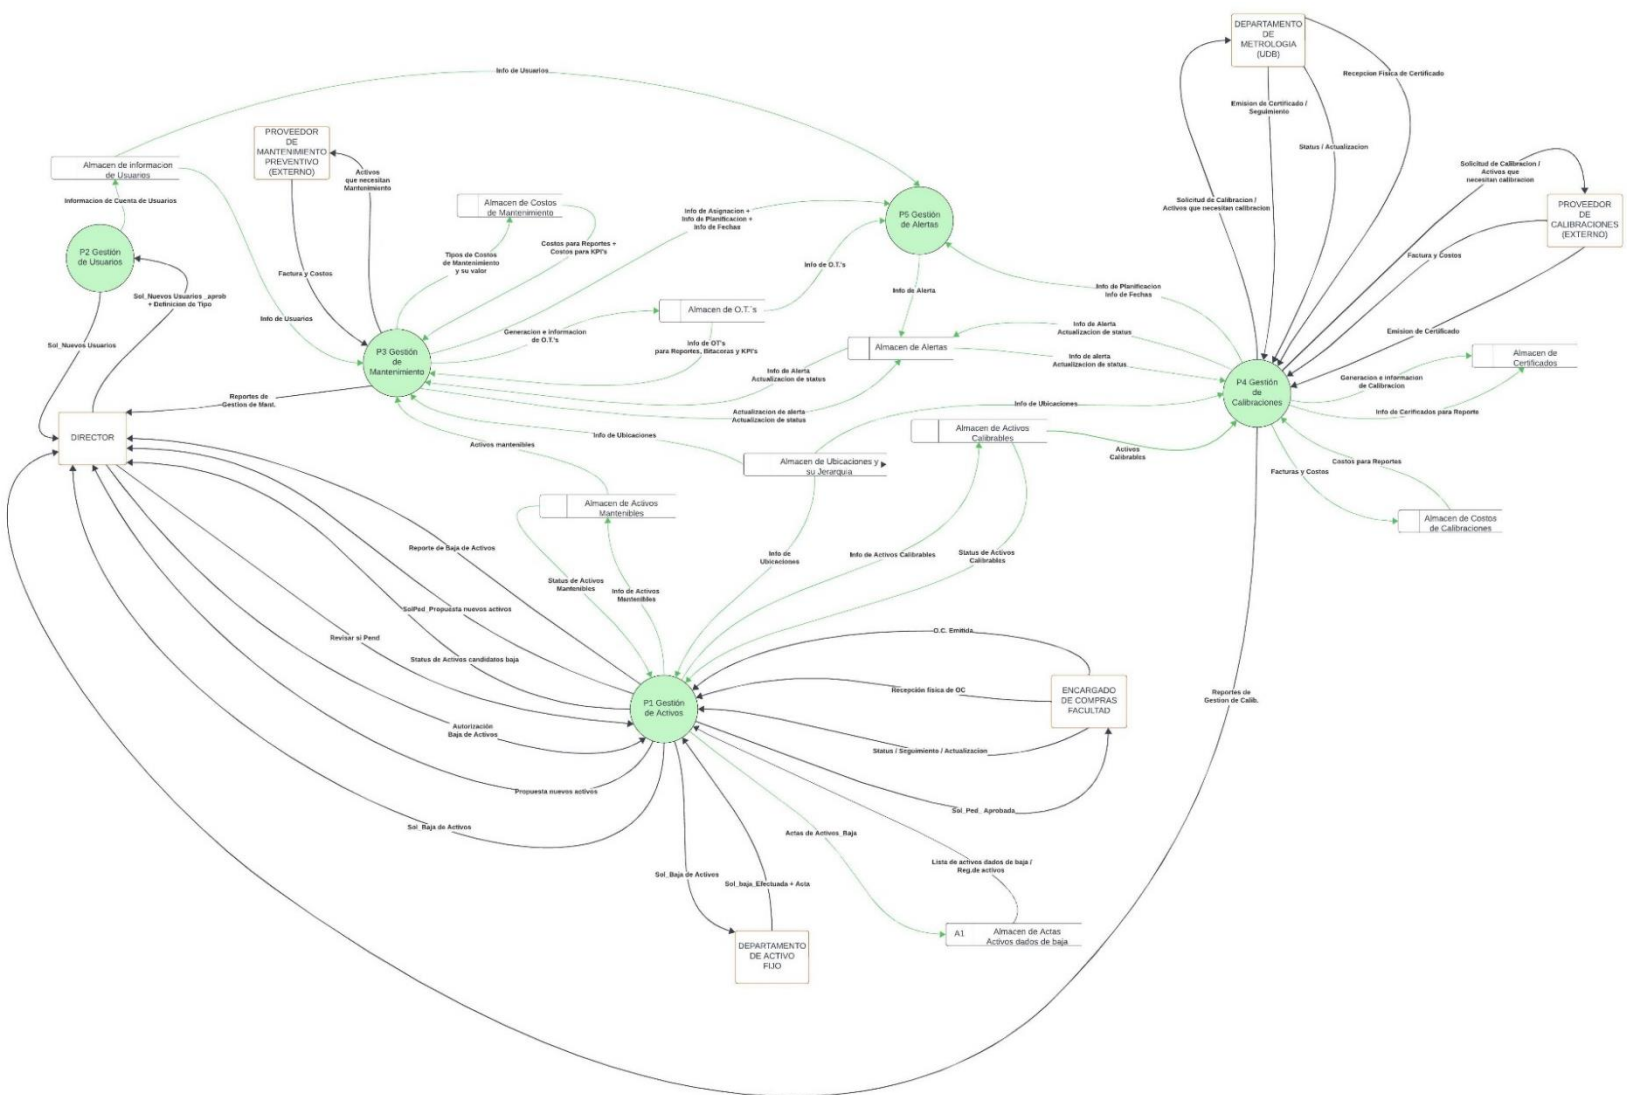 DEPARTAMENTO
DE
METROLOGIA
(UDB)
Info de Usuarios
Recepcion Fisica de Certificado
Emision de Certificado /
Seguimiento
PROVEEDOR
DE
MANTENIMIENTO
PREVENTIVO
(EXTERNO)
Status / Actualizacion
Almacen de informacion
de Usuarios
Activos
que necesitan
Mantenimiento
Solicitud de Calibracion /
Activos que
necesitan calibracion
Informacion de Cuenta de Usuarios
Almacen de Costos
de Mantenimiento
Solicitud de Calibracion /
Activos que necesitan calibracion
PROVEEDOR
DE
CALIBRACIONES
(EXTERNO)
Info de Asignacion +
Info de Planificacion +
Info de Fechas
P5 Gestión
de Alertas
P2 Gestión
de Usuarios
Costos para Reportes +
Costos para KPI's
Tipos de Costos
de Mantenimiento
y su valor
Factura y Costos
Factura y Costos
Info de O.T.'s
Sol_Nuevos Usuarios _aprob
+ Definicion de Tipo
Info de Alerta
Info de Planificacion
Info de Fechas
Almacen de O.T.´s
Info de Usuarios
Generacion e informacion
de O.T.'s
Info de Alerta
Actualizacion de status
Emision de Certificado
Sol_Nuevos Usuarios
Info de OT's
para Reportes, Bitacoras y KPI's
Almacen de Alertas
P3 Gestión
de
Mantenimiento
Info de alerta
Actualizacion de status
Almacen de
Certificados
Info de Alerta
Actualizacion de status
P4 Gestión
de
Calibraciones
Generacion e informacion
de Calibracion
Reportes de
Gestion de Mant.
Info de Ubicaciones
Actualizacion de alerta
Actualizacion de status
Info de Cerificados para Reporte
DIRECTOR
Activos mantenibles
Info de Ubicaciones
Almacen de Activos
Calibrables
Activos
Calibrables
Almacen de Ubicaciones y
su Jerarquia
Costos para Reportes
Facturas y Costos
Almacen de Activos
Mantenibles
Almacen de Costos
de Calibraciones
Reporte de Baja de Activos
Info de
Ubicaciones
Info de Activos Calibrables
Status de Activos
Calibrables
Status de Activos
Mantenibles
Info de Activos
Mantenibles
SolPed_Propuesta nuevos activos
Revisar si Pend
O.C. Emitida
Status de Activos candidatos baja
Recepción fisica de OC
ENCARGADO
DE COMPRAS
FACULTAD
P1 Gestión
de Activos
Reportes de
Gestion de Calib.
Autorización
Baja de Activos
Status / Seguimiento / Actualizacion
Propuesta nuevos activos
Sol_Ped_ Aprobada
Sol_Baja de Activos
Actas de Activos_Baja
Lista de activos dados de baja /
Reg.de activos
Sol_Baja de Activos
Sol_baja_Efectuada + Acta
A1
Almacen de Actas
Activos dados de baja
DEPARTAMENTO
DE ACTIVO
FIJO